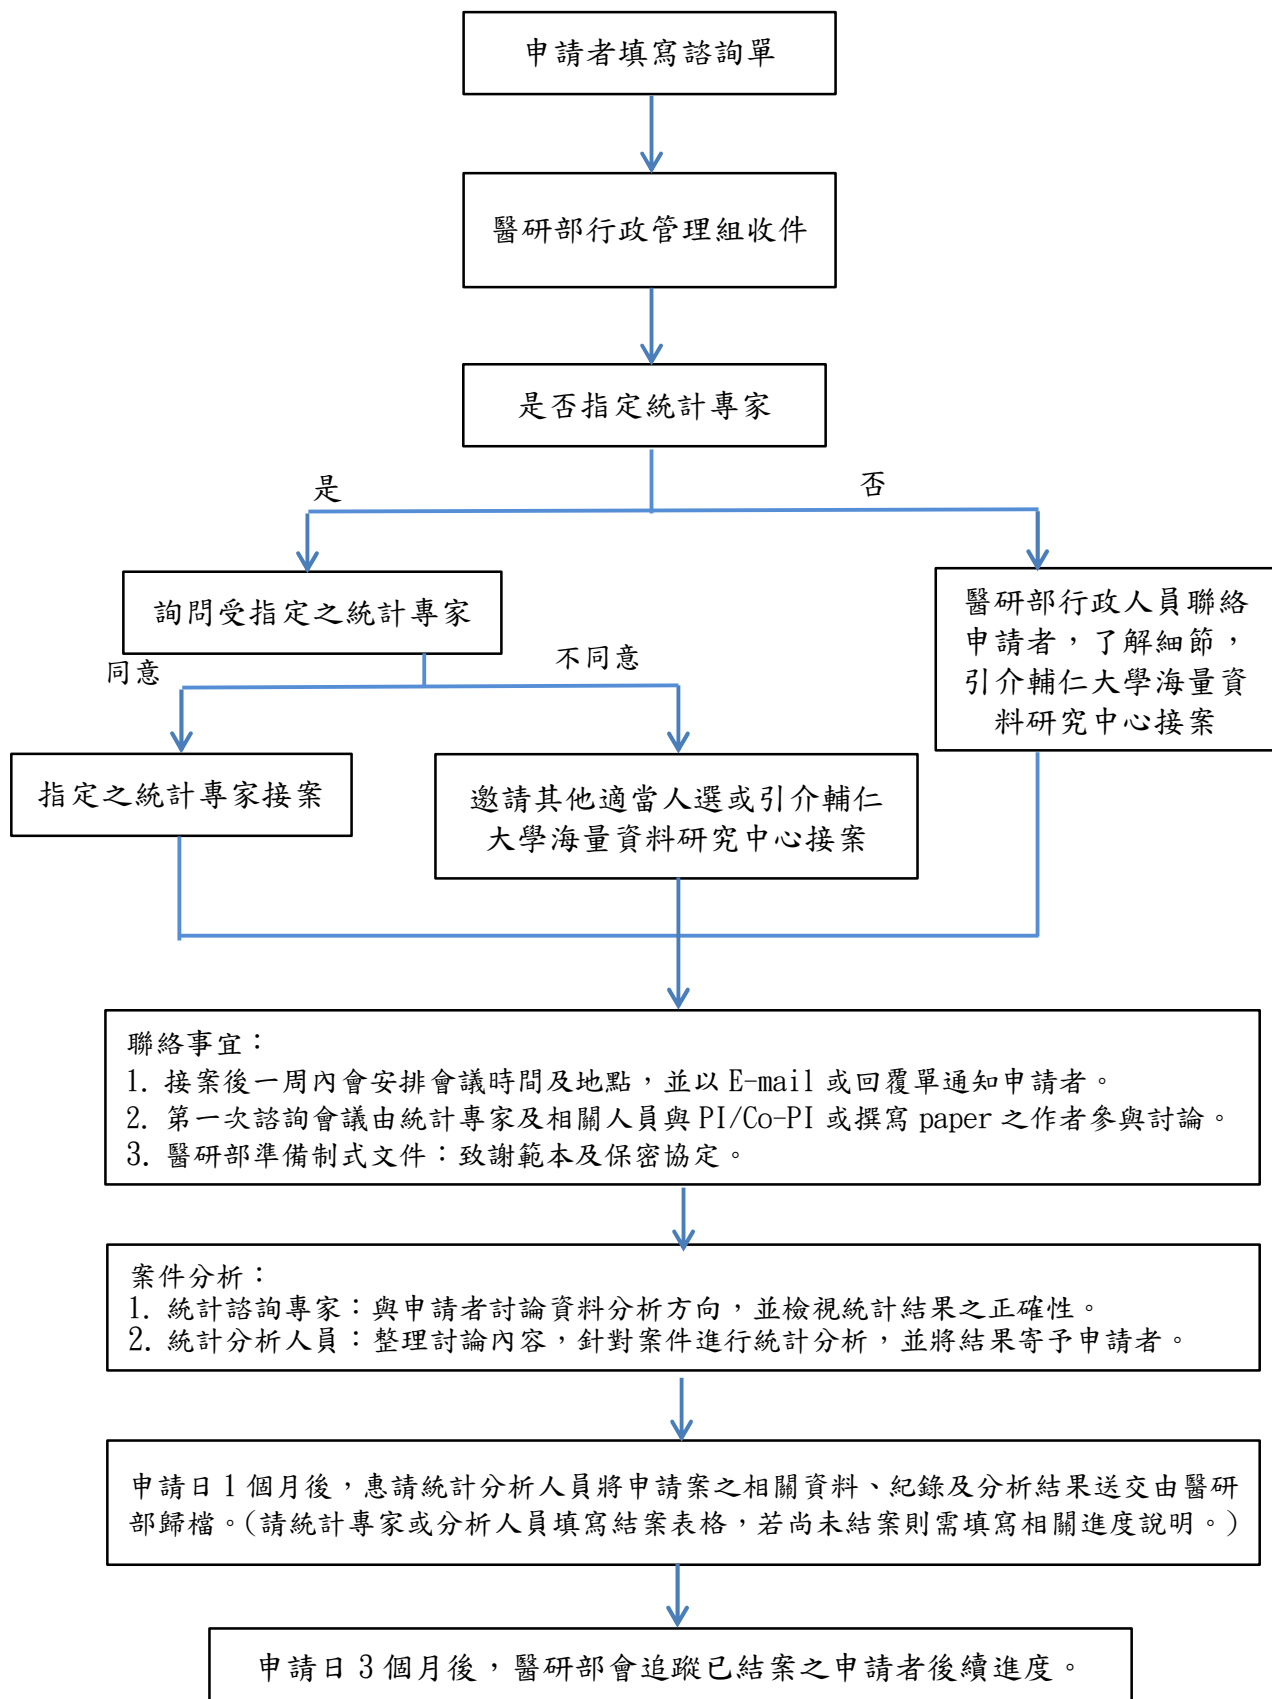 申請者填寫諮詢單
醫研部行政管理組收件
是否指定統計專家
是
否
詢問受指定之統計專家
醫研部行政人員聯絡
申請者，了解細節，
引介輔仁大學海量資
料研究中心接案
同意
不同意
指定之統計專家接案
邀請其他適當人選或引介輔仁
大學海量資料研究中心接案
聯絡事宜：
1. 接案後一周內會安排會議時間及地點，並以 E-mail 或回覆單通知申請者。
2. 第一次諮詢會議由統計專家及相關人員與 PI/Co-PI 或撰寫 paper 之作者參與討論。
3. 醫研部準備制式文件：致謝範本及保密協定。
案件分析：
1. 統計諮詢專家：與申請者討論資料分析方向，並檢視統計結果之正確性。
2. 統計分析人員：整理討論內容，針對案件進行統計分析，並將結果寄予申請者。
申請日 1 個月後，惠請統計分析人員將申請案之相關資料、紀錄及分析結果送交由醫研
部歸檔。(請統計專家或分析人員填寫結案表格，若尚未結案則需填寫相關進度說明。)
申請日 3 個月後，醫研部會追蹤已結案之申請者後續進度。